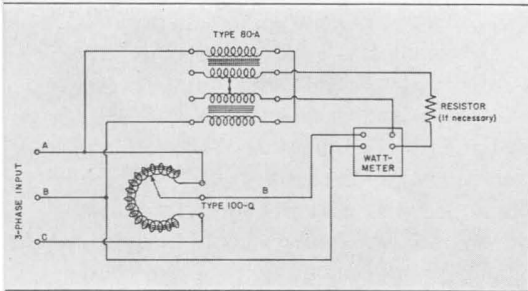 TYPE 80-A
RESISTOR
(If necessary)
WATT-
METER
3-PHASE INPUT
A
B
C
TYPE 100-Q
B